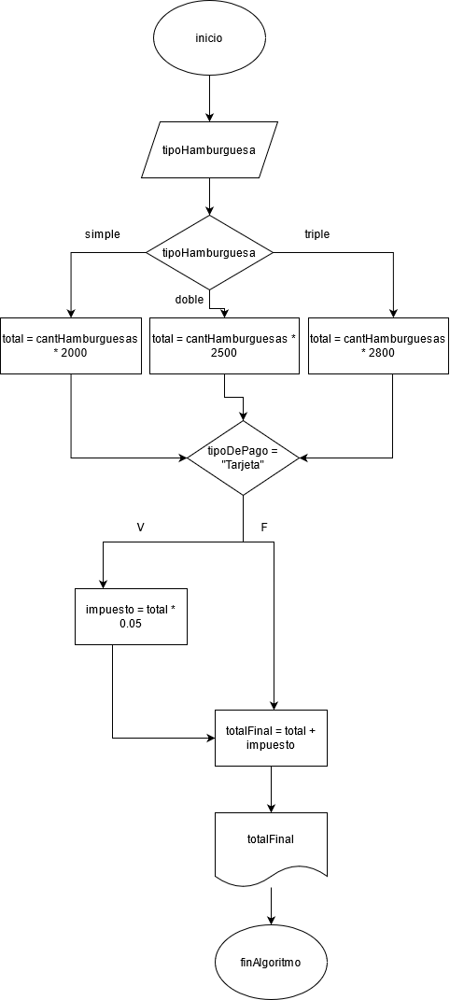 inicio
tipoHamburguesa
simple
tipoHamburguesa
triple
doble
total = cantHamburguesas
* 2000
total = cantHamburguesas *
2500
total = cantHamburguesas
* 2800
tipoDePago =
"Tarjeta"
V
F
impuesto = total *
0.05
totalFinal = total +
impuesto
totalFinal
finAlgoritmo